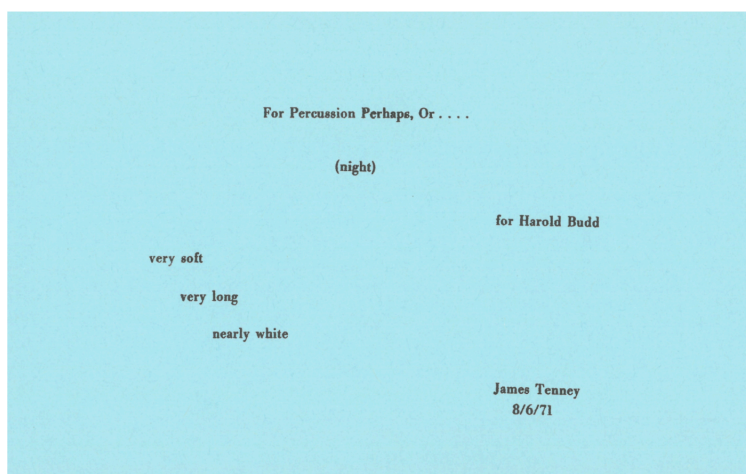 For Percussion Perhaps, Or . . . .
(night)
for Harold Budd
very soft
very long
nearly white
James Tenney
8/6/71